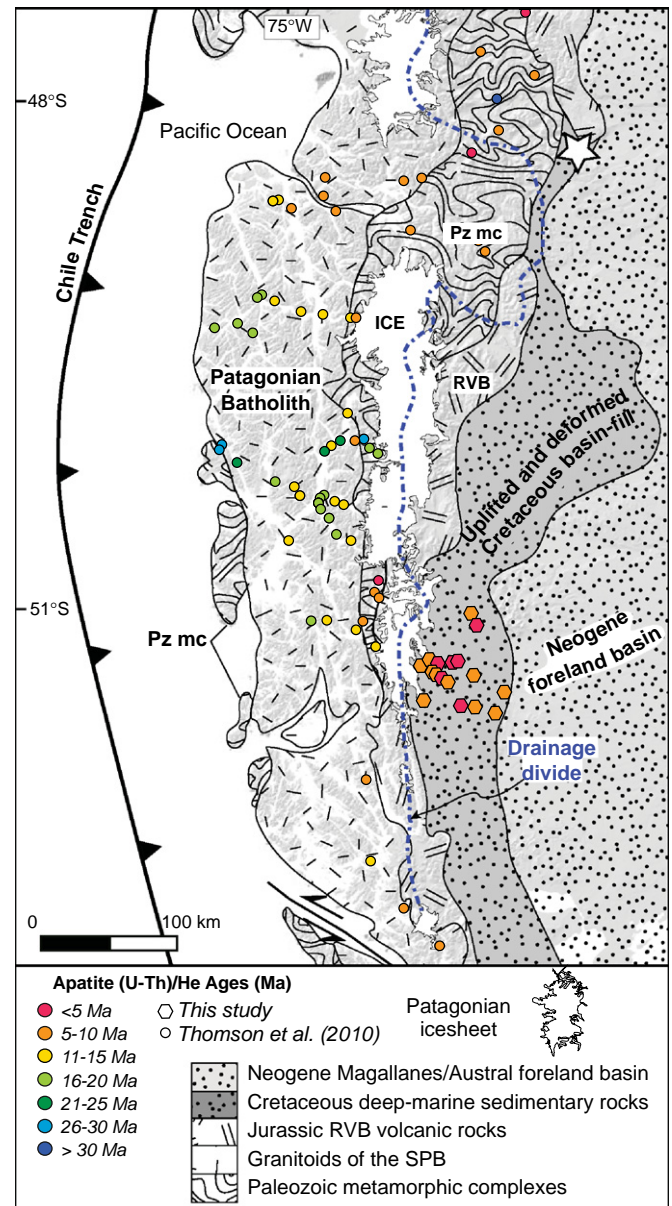 75°W
48°S
Pacific Ocean
Chile Trench
Pz mc
ICE
RVB
Patagonian
Batholith
Uplifted and deformed
Cretaceous basin-fill
51°S
Pz mc
Neogene
foreland basin
Drainage
divide
0 100 km
Apatite (U-Th)/He Ages (Ma)
<5 Ma
5-10 Ma
11-15 Ma
16-20 Ma
21-25 Ma
26-30 Ma
> 30 Ma
This study
Thomson et al. (2010)
Patagonian
icesheet
Neogene Magallanes/Austral foreland basin
Cretaceous deep-marine sedimentary rocks
Jurassic RVB volcanic rocks
Granitoids of the SPB
Paleozoic metamorphic complexes